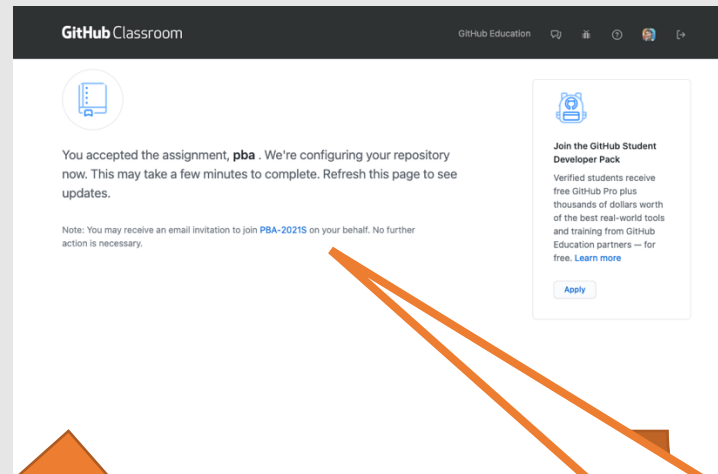 GitHub Classroom
GitHub Education
You accepted the assignment, pba . We're configuring your repository
now. This may take a few minutes to complete. Refresh this page to see
updates.
Note: You may receive an email invitation to join PBA-2021S on your behalf. No further
action is necessary.
Join the GitHub Student
Developer Pack
Verified students receive
free GitHub Pro plus
thousands of dollars worth
of the best real-world tools
and training from GitHub
Education partners — for
free. Learn more
Apply